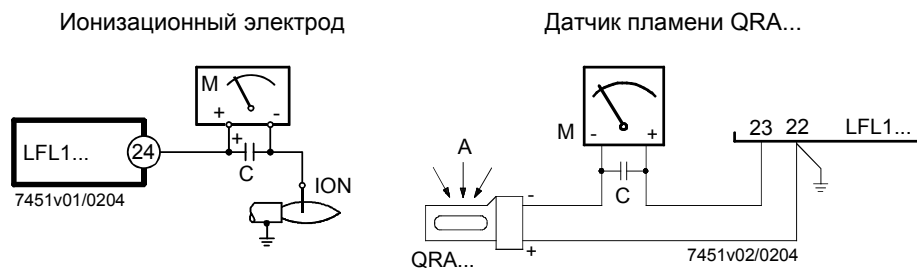 Ионизационный электрод
M
+ -
+
LFL1...
24
C
ION
7451v01/0204
Датчик пламени QRA...
M
- +
23 22
LFL1...
A
C
-
+
QRA...
7451v02/0204